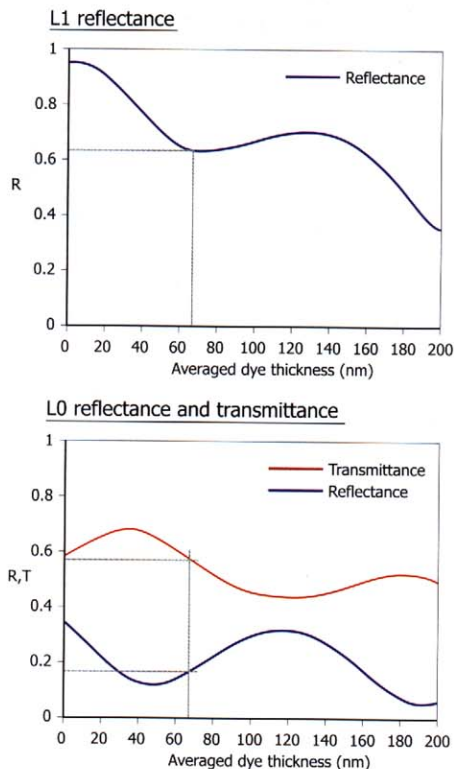 L1 reflectance
1
Reflectance
0.8
0.6
R
0.4
0.2
0
0 20 40 60 80 100 120 140 160 180 200
Averaged dye thickness (nm)
L0 reflectance and transmittance
1
Transmittance
0.8
Reflectance
0.6
R,T
0.4
0.2
0
0 20 40 60 80 100 120 140 160 180 200
Averaged dye thickness (nm)